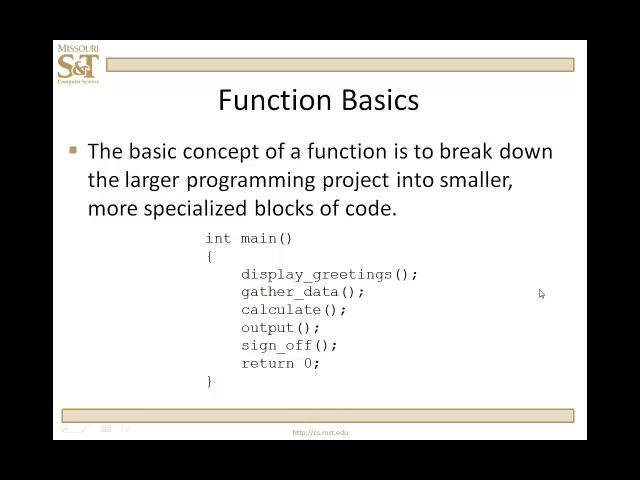 MISSOURI
S&T
Computer Science
Function Basics
The basic concept of a function is to break down
the larger programming project into smaller,
more specialized blocks of code.
int main()
{
display_greetings();
gather_data();
calculate();
output();
sign_off();
return 0;
}
http://cs.mst.edu